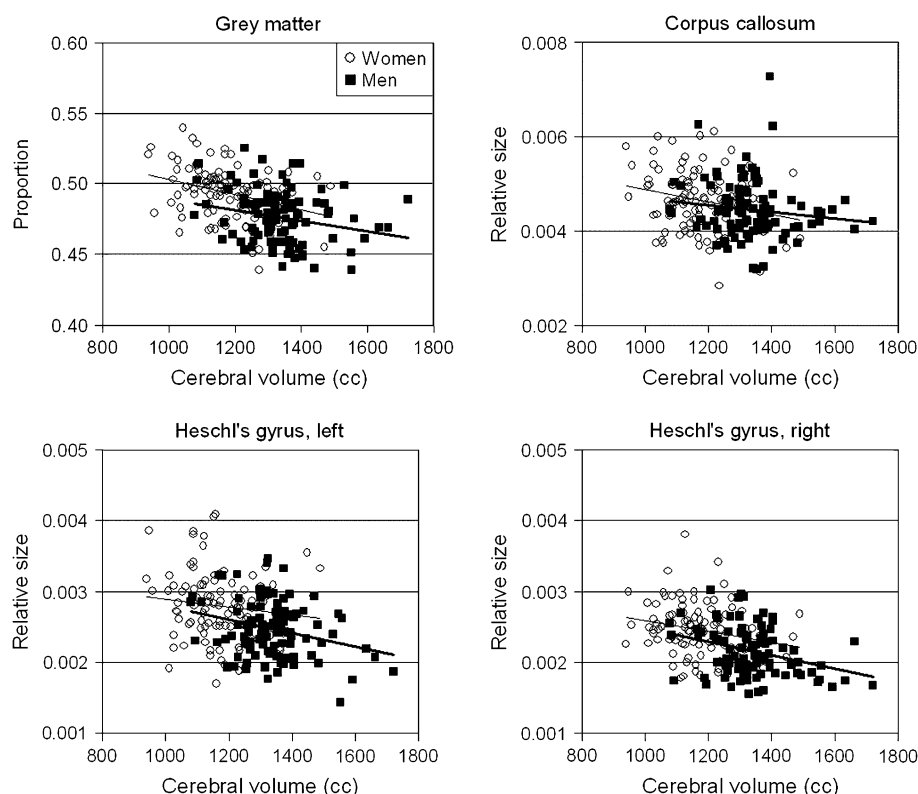 Grey matter
0.60
0.55
0.50
0.45
0.40
Proportion
Women
Men
800 1000 1200 1400 1600 1800
Cerebral volume (cc)
Corpus callosum
0.008
0.006
0.004
0.002
Relative size
800 1000 1200 1400 1600 1800
Cerebral volume (cc)
Heschl's gyrus, left
0.005
0.004
0.003
0.002
0.001
Relative size
800 1000 1200 1400 1600 1800
Cerebral volume (cc)
Heschl's gyrus, right
0.005
0.004
0.003
0.002
0.001
Relative size
800 1000 1200 1400 1600 1800
Cerebral volume (cc)